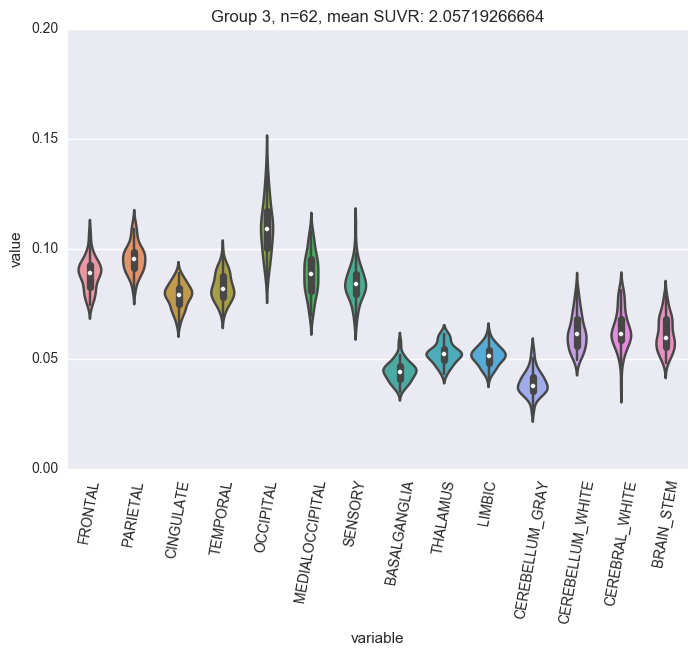 Group 3, n=62, mean SUVR: 2.05719266664
0.20
0.15
0.10
0.05
0.00
value
FRONTAL
PARIETAL
CINGULATE
TEMPORAL
OCCIPITAL
MEDIALOCCIPITAL
SENSORY
BASALGANGLIA
THALAMUS
LIMBIC
CEREBELLUM_GRAY
CEREBELLUM_WHITE
CEREBRAL_WHITE
BRAIN_STEM
variable